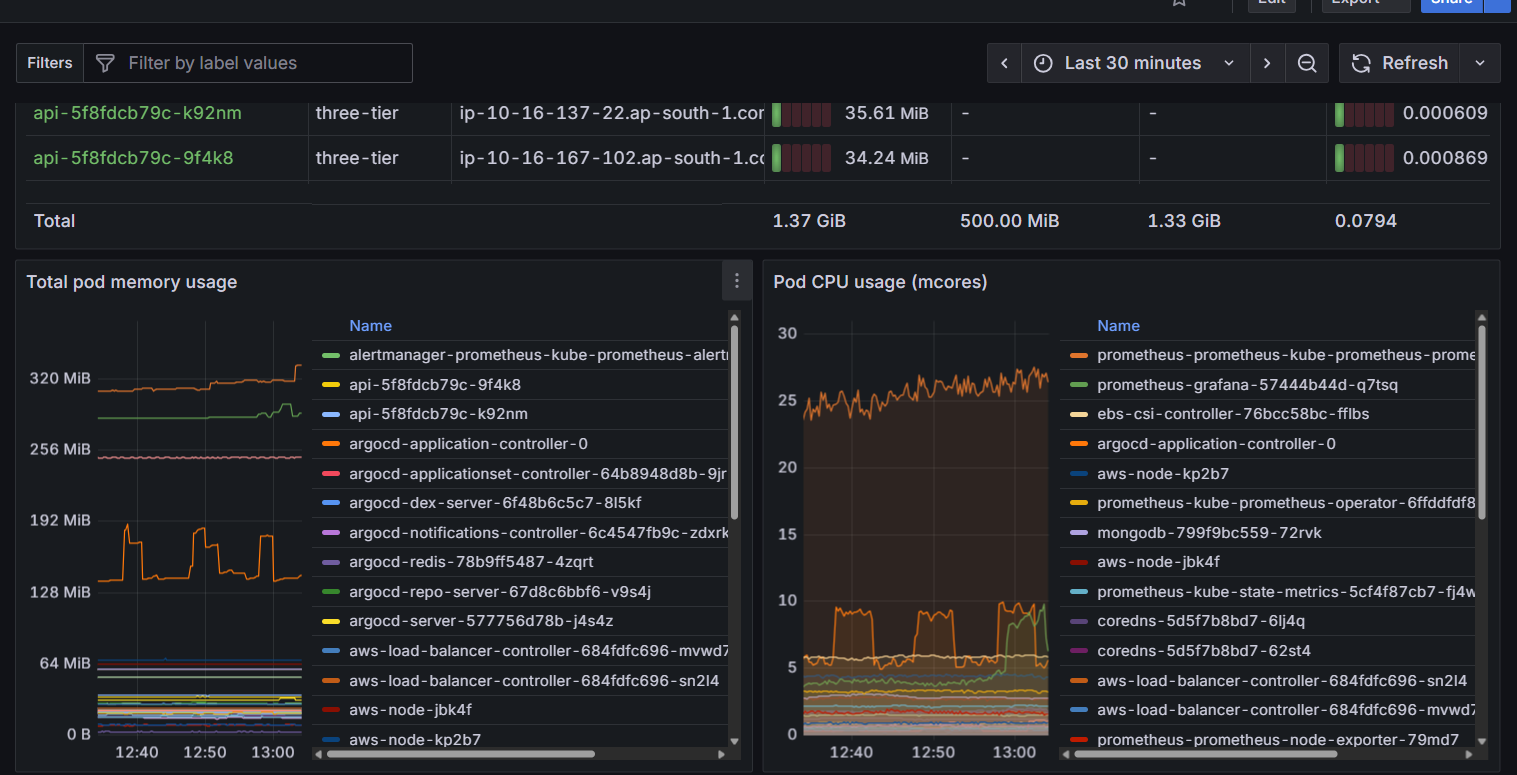 Edit Export Share
Filters Filter by label values Last 30 minutes Refresh
api-5f8fdcb79c-k92nm three-tier ip-10-16-137-22.ap-south-1.cor 35.61 MiB - - 0.000609
api-5f8fdcb79c-9f4k8 three-tier ip-10-16-167-102.ap-south-1.cc 34.24 MiB - - 0.000869
Total 1.37 GiB 500.00 MiB 1.33 GiB 0.0794
Total pod memory usage
Name
320 MiB
256 MiB
192 MiB
128 MiB
64 MiB
0 B
12:40 12:50 13:00
alertmanager-prometheus-kube-prometheus-alertr
api-5f8fdcb79c-9f4k8
api-5f8fdcb79c-k92nm
argocd-application-controller-0
argocd-applicationset-controller-64b8948d8b-9jr
argocd-dex-server-6f48b6c5c7-8l5kf
argocd-notifications-controller-6c4547fb9c-zdxrk
argocd-redis-78b9ff5487-4zqrt
argocd-repo-server-67d8c6bbf6-v9s4j
argocd-server-577756d78b-j4s4z
aws-load-balancer-controller-684fdfc696-mvwd7
aws-load-balancer-controller-684fdfc696-sn2l4
aws-node-jbk4f
aws-node-kp2b7
Pod CPU usage (mcores)
Name
30
25
20
15
10
5
0
12:40 12:50 13:00
prometheus-prometheus-kube-prometheus-prome
prometheus-grafana-57444b44d-q7tsq
ebs-csi-controller-76bcc58bc-fflbs
argocd-application-controller-0
aws-node-kp2b7
prometheus-kube-prometheus-operator-6ffddfdf8
mongodb-799f9bc559-72rvk
aws-node-jbk4f
prometheus-kube-state-metrics-5cf4f87cb7-fj4w
coredns-5d5f7b8bd7-6lj4q
coredns-5d5f7b8bd7-62st4
aws-load-balancer-controller-684fdfc696-sn2l4
aws-load-balancer-controller-684fdfc696-mvwd7
prometheus-prometheus-node-exporter-79md7